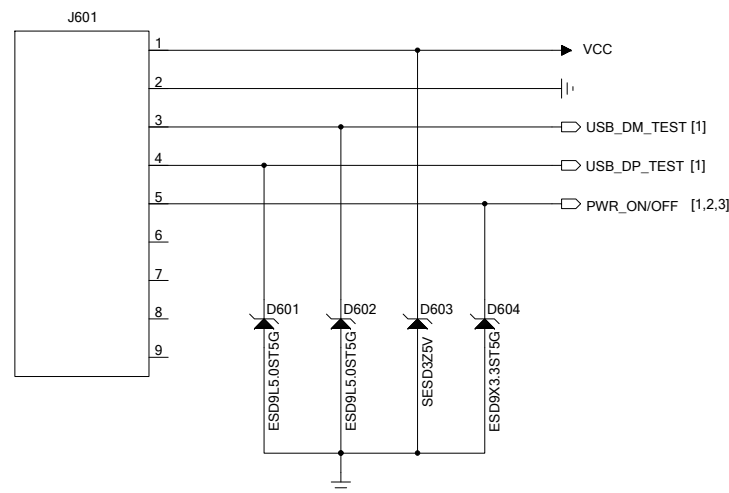 J601
1
VCC
2
3
USB_DM_TEST [1]
4
USB_DP_TEST [1]
5
PWR_ON/OFF [1,2,3]
6
7
8
9
D601
D602
D603
D604
ESD9L5.0ST5G
ESD9L5.0ST5G
SESD3Z5V
ESD9X3.3ST5G